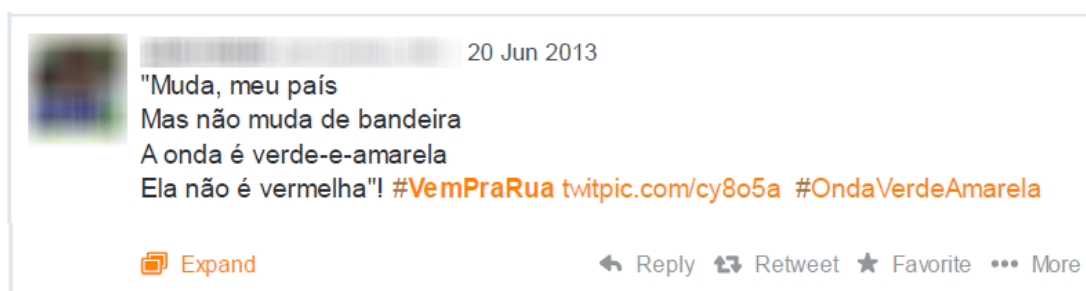 20 Jun 2013
"Muda, meu país
Mas não muda de bandeira
A onda é verde-e-amarela
Ela não é vermelha"! #VemPraRua twitpic.com/cy8o5a #OndaVerdeAmarela
Expand Reply Retweet Favorite More